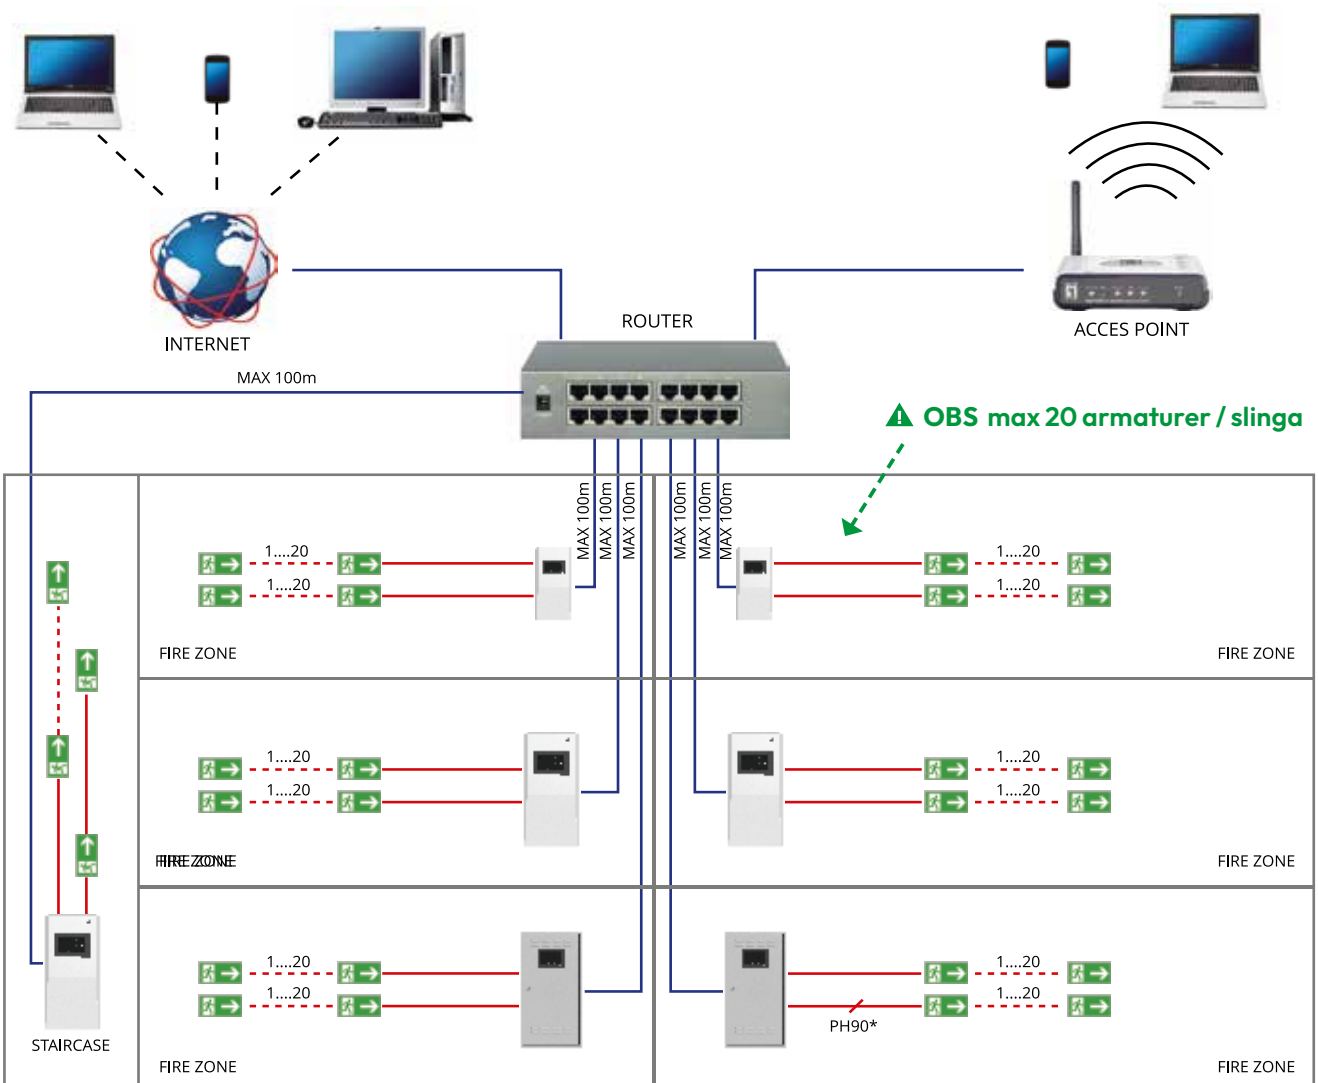 INTERNET
ROUTER
ACCES POINT
MAX 100m
OBS max 20 armaturer / slinga
MAX 100m
MAX 100m
MAX 100m
MAX 100m
MAX 100m
MAX 100m
1....20
1....20
1....20
1....20
FIRE ZONE
FIRE ZONE
1....20
1....20
1....20
1....20
FIRE ZONE
FIRE ZONE
FIRE ZONE
1....20
1....20
1....20
1....20
PH90*
STAIRCASE
FIRE ZONE
FIRE ZONE